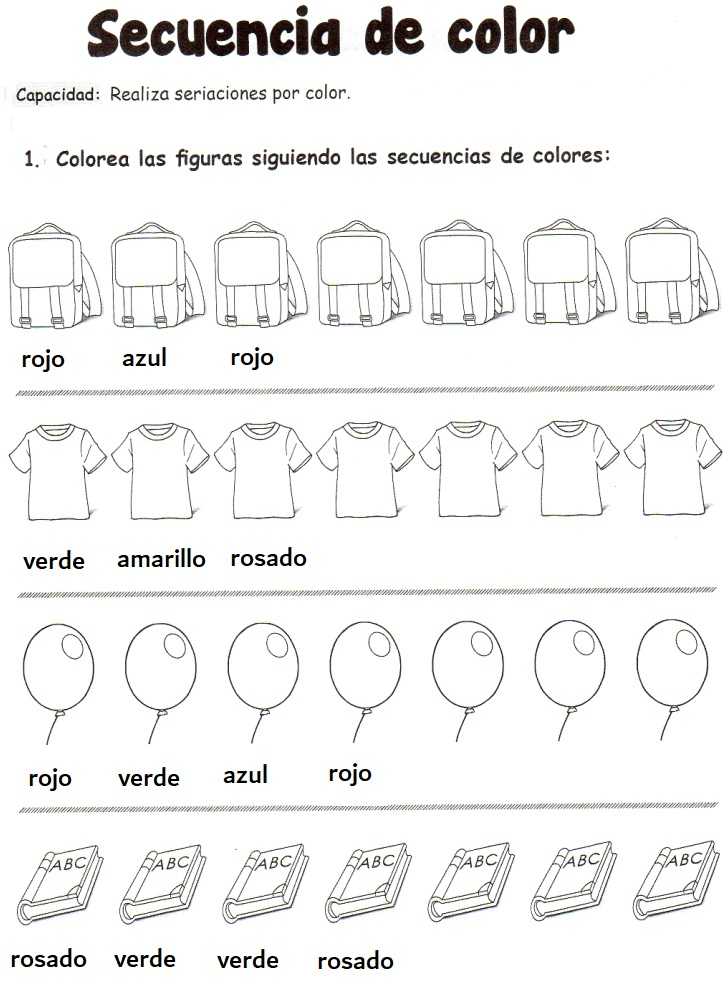 Secuencia de color
Capacidad: Realiza seriaciones por color.
1. Colorea las figuras siguiendo las secuencias de colores:
rojo azul rojo
verde amarillo rosado
rojo verde azul rojo
ABC ABC ABC ABC ABC ABC ABC
rosado verde verde rosado